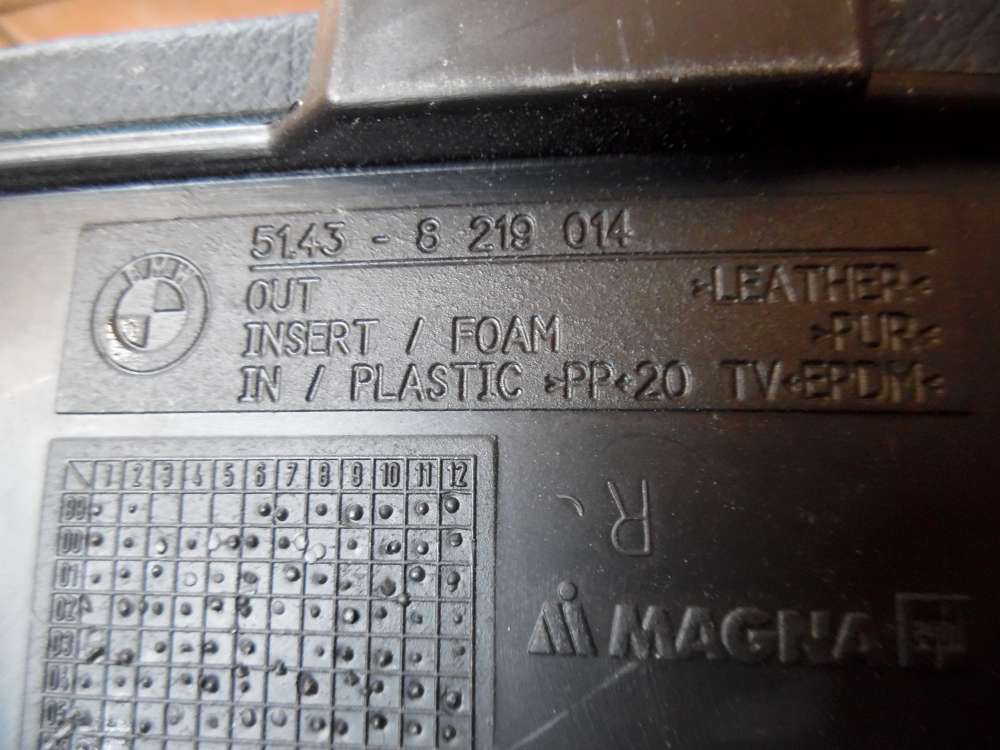 51.43 - 8 219 014
BMW
OUT >LEATHER<
INSERT / FOAM >PUR<
IN / PLASTIC >PP<20 TV<EPDM<
1 2 3 4 5 6 7 8 9 10 11 12
99
00
01
02
03
04
05
R
MAGNA